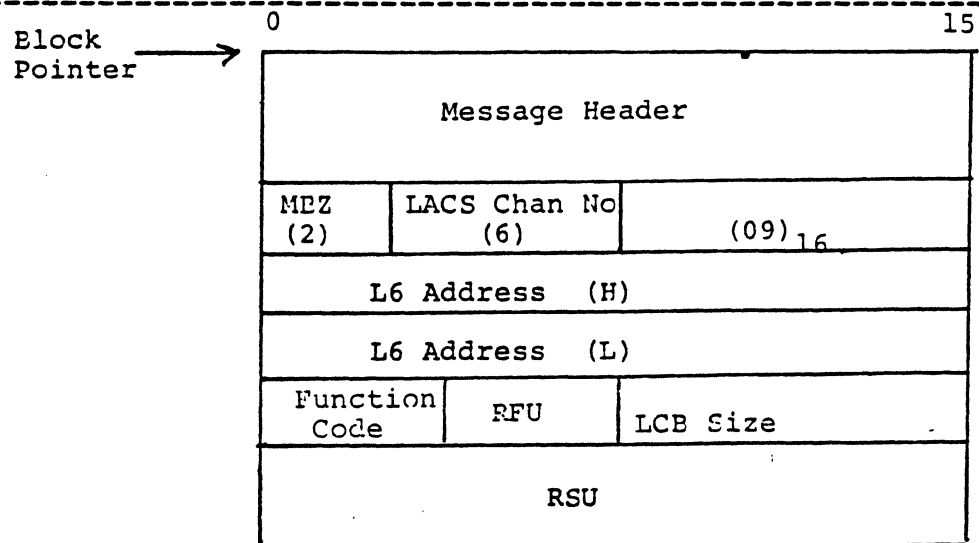 0 15
Block
Pointer
Message Header
MBZ LACS Chan No
(2) (6) (09)16
L6 Address (H)
L6 Address (L)
Function
Code RFU LCB Size
RSU